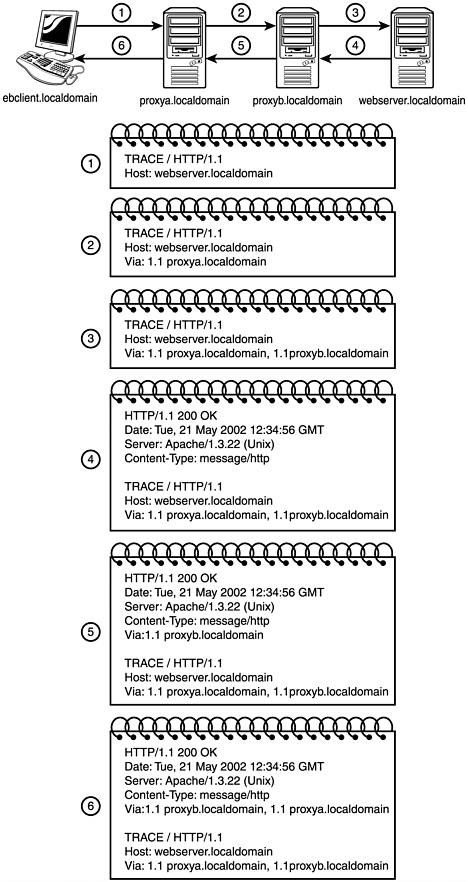 1
2
3
6
5
4
ebclient.localdomain
proxya.localdomain
proxyb.localdomain
webserver.localdomain
1
TRACE / HTTP/1.1
Host: webserver.localdomain
2
TRACE / HTTP/1.1
Host: webserver.localdomain
Via: 1.1 proxya.localdomain
3
TRACE / HTTP/1.1
Host: webserver.localdomain
Via: 1.1 proxya.localdomain, 1.1proxyb.localdomain
4
HTTP/1.1 200 OK
Date: Tue, 21 May 2002 12:34:56 GMT
Server: Apache/1.3.22 (Unix)
Content-Type: message/http
TRACE / HTTP/1.1
Host: webserver.localdomain
Via: 1.1 proxya.localdomain, 1.1proxyb.localdomain
5
HTTP/1.1 200 OK
Date: Tue, 21 May 2002 12:34:56 GMT
Server: Apache/1.3.22 (Unix)
Content-Type: message/http
Via:1.1 proxyb.localdomain
TRACE / HTTP/1.1
Host: webserver.localdomain
Via: 1.1 proxya.localdomain, 1.1proxyb.localdomain
6
HTTP/1.1 200 OK
Date: Tue, 21 May 2002 12:34:56 GMT
Server: Apache/1.3.22 (Unix)
Content-Type: message/http
Via:1.1 proxyb.localdomain, 1.1 proxya.localdomain
TRACE / HTTP/1.1
Host: webserver.localdomain
Via: 1.1 proxya.localdomain, 1.1proxyb.localdomain